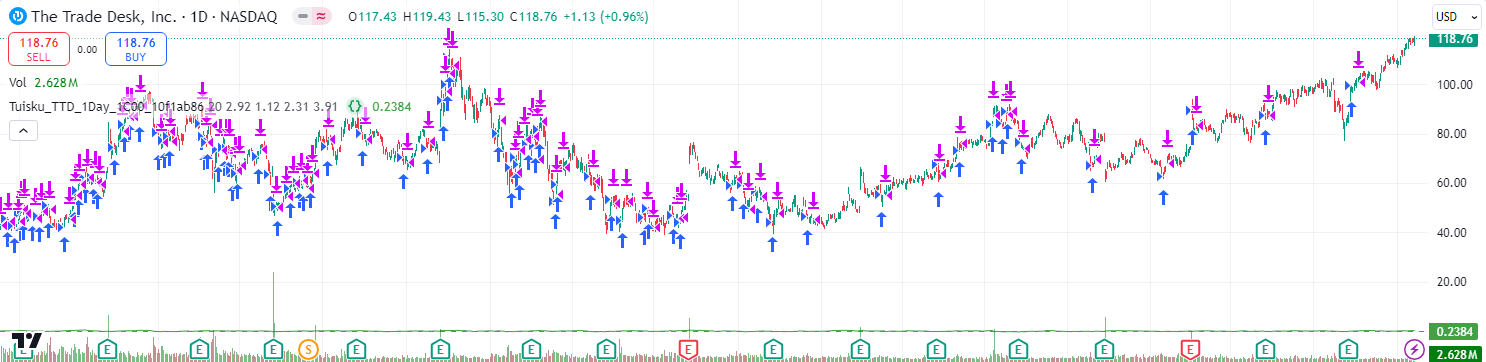 The Trade Desk, Inc. · 1D · NASDAQ O117.43 H119.43 L115.30 C118.76 +1.13 (+0.96%)
USD
118.76 SELL
0.00
118.76 BUY
118.76
Vol 2.628M
Tuisku_TTD_1Day_1C00_10f1ab86 20 2.92 1.12 2.31 3.91 {} 0.2384
100.00
80.00
60.00
40.00
20.00
0.2384
2.628M
E E E E S E E E E E E E E E E E E E